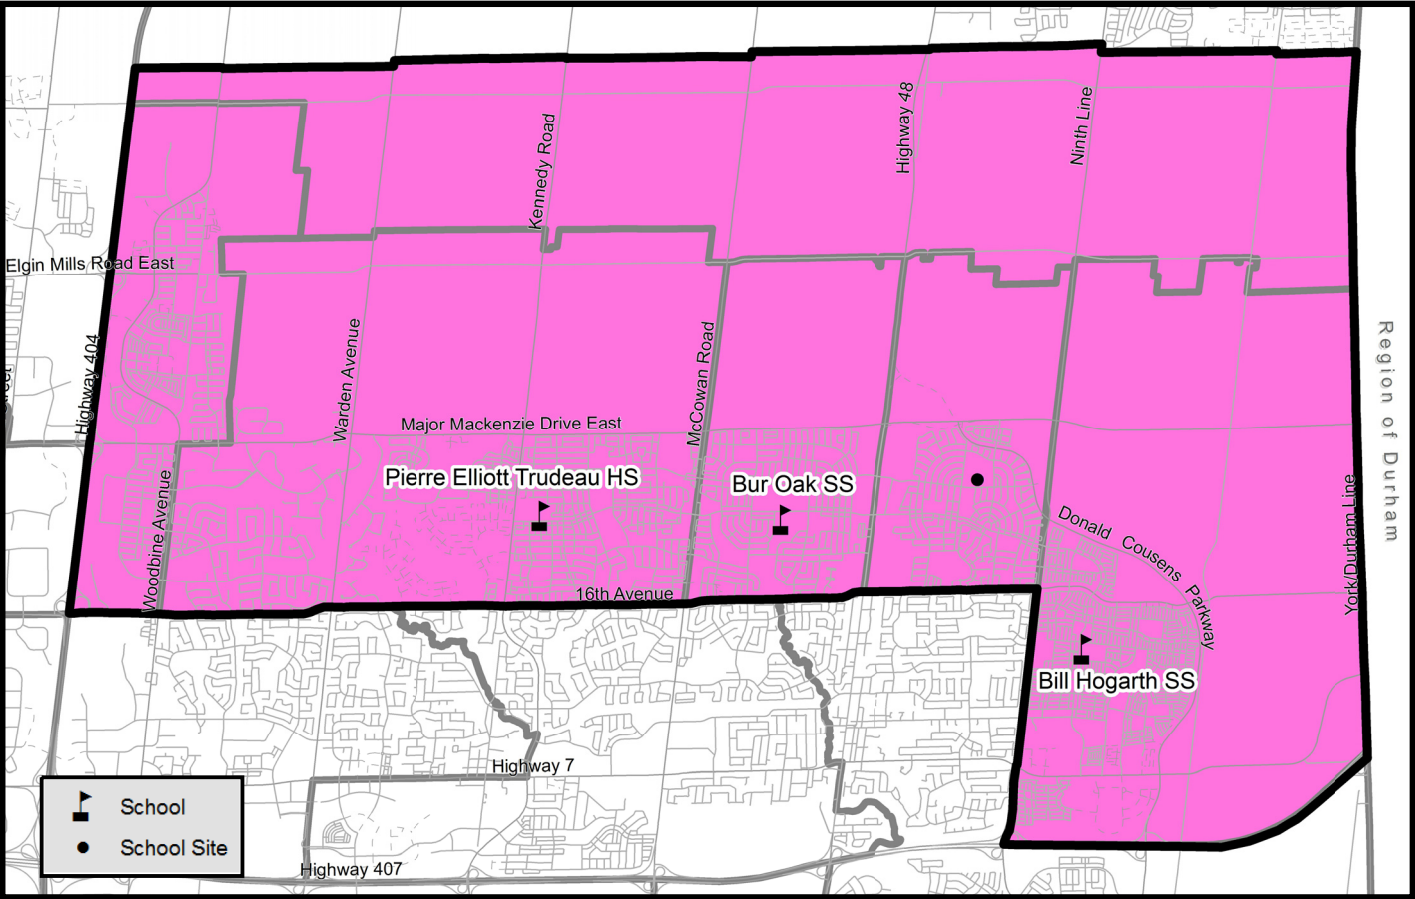 Highway 48
Ninth Line
Kennedy Road
Elgin Mills Road East
Highway 404
Warden Avenue
McCowan Road
Region of Durham
Major Mackenzie Drive East
Pierre Elliott Trudeau HS
Bur Oak SS
Woodbine Avenue
Donald Cousens Parkway
York/Durham Line
16th Avenue
Bill Hogarth SS
Highway 7
School
School Site
Highway 407